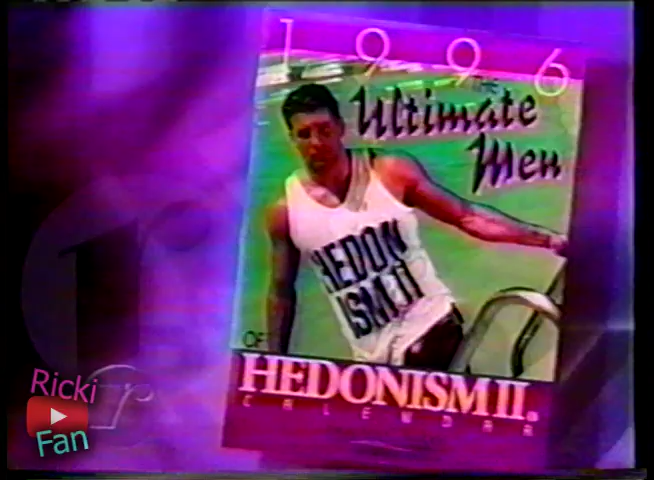 1996
THE
Ultimate
Men
HEDON
ISM II
OF
HEDONISM II®
CALENDAR
r
r
Ricki
Fan